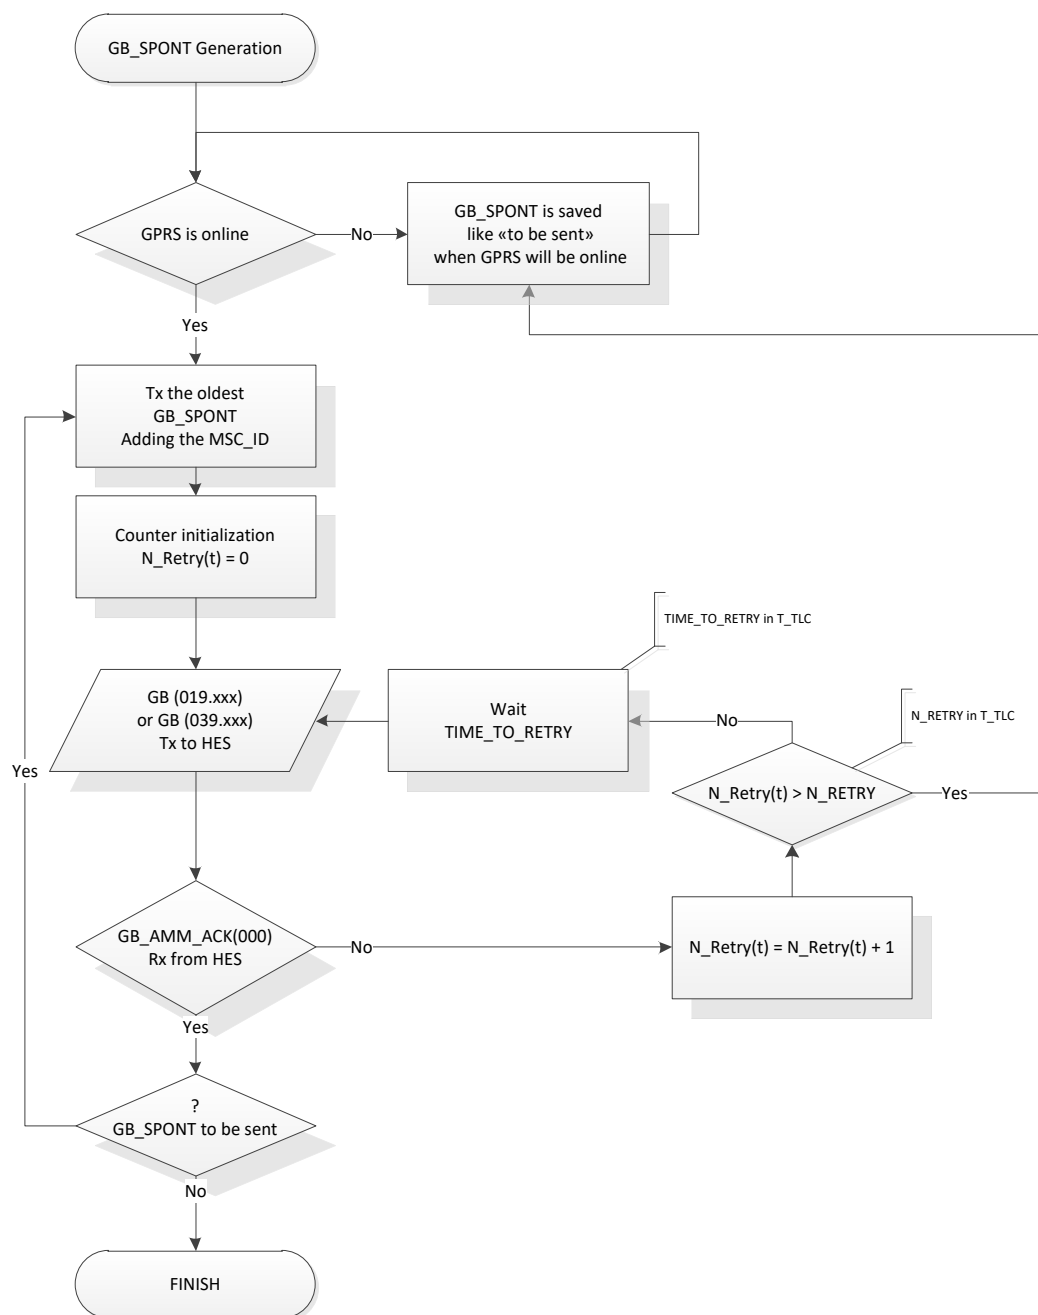 GB_SPONT Generation
GPRS is online
No
GB_SPONT is saved
like «to be sent»
when GPRS will be online
Yes
Tx the oldest
GB_SPONT
Adding the MSC_ID
Counter initialization
N_Retry(t) = 0
TIME_TO_RETRY in T_TLC
GB (019.xxx)
or GB (039.xxx)
Tx to HES
Wait
TIME_TO_RETRY
No
N_RETRY in T_TLC
Yes
N_Retry(t) > N_RETRY
Yes
GB_AMM_ACK(000)
Rx from HES
No
N_Retry(t) = N_Retry(t) + 1
Yes
?
GB_SPONT to be sent
No
FINISH